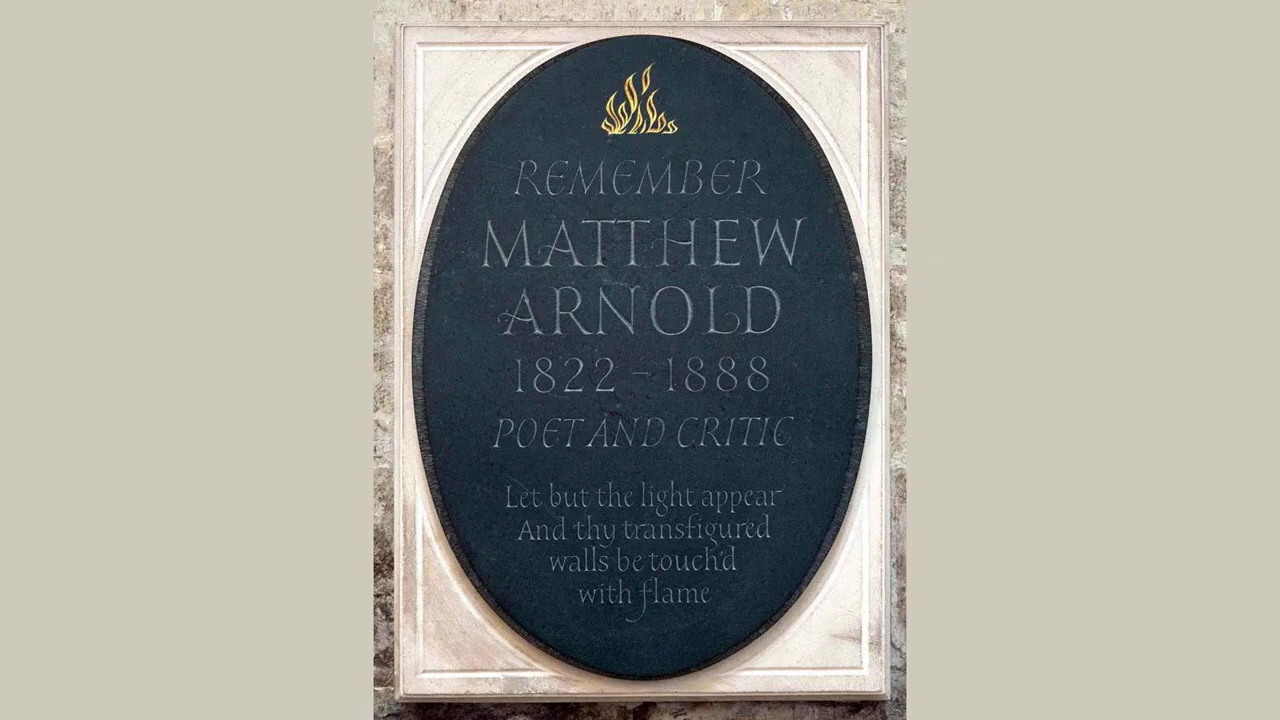 REMEMBER
MATTHEW
ARNOLD
1822 – 1888
POET AND CRITIC
Let but the light appear
And thy transfigured
walls be touch'd
with flame